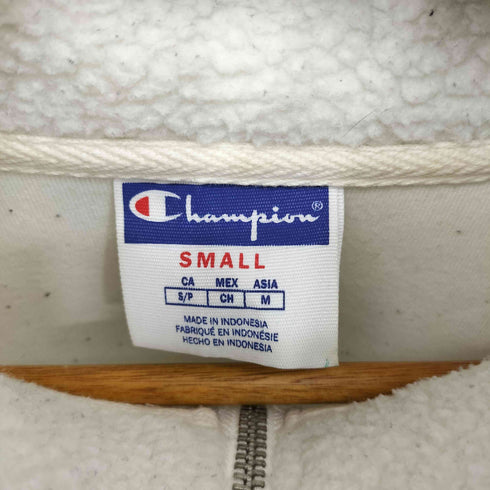 Champion®
SMALL
CA MEX ASIA
S/P CH M
MADE IN INDONESIA
FABRIQUÉ EN INDONÉSIE
HECHO EN INDONESIA